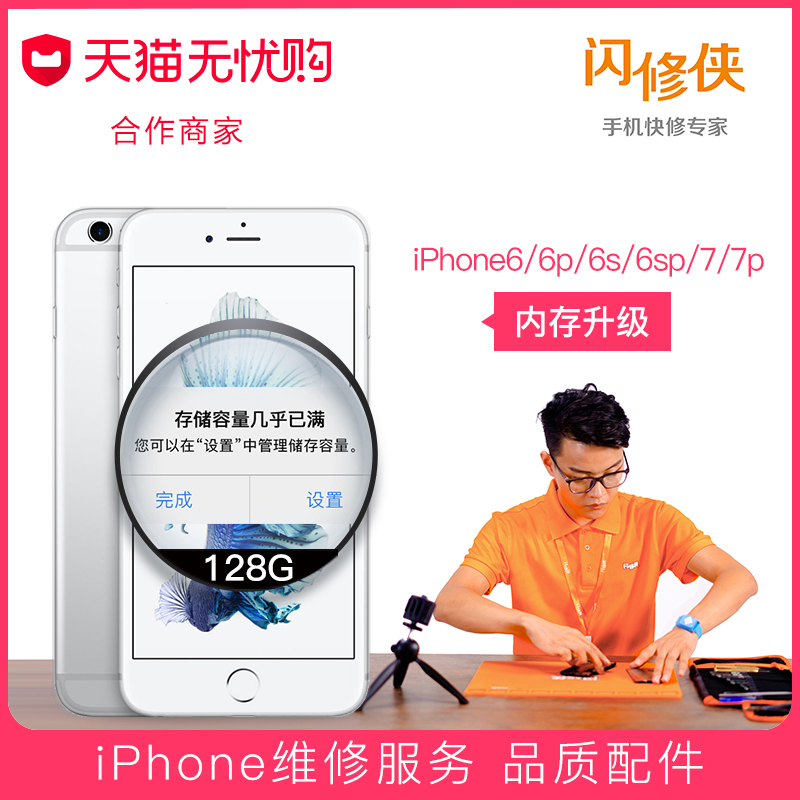 天猫无忧购
合作商家
闪修侠
手机快修专家
iPhone6/6p/6s/6sp/7/7p
内存升级
存储容量几乎已满
您可以在“设置”中管理储存容量。
完成
设置
128G
iPhone维修服务 品质配件